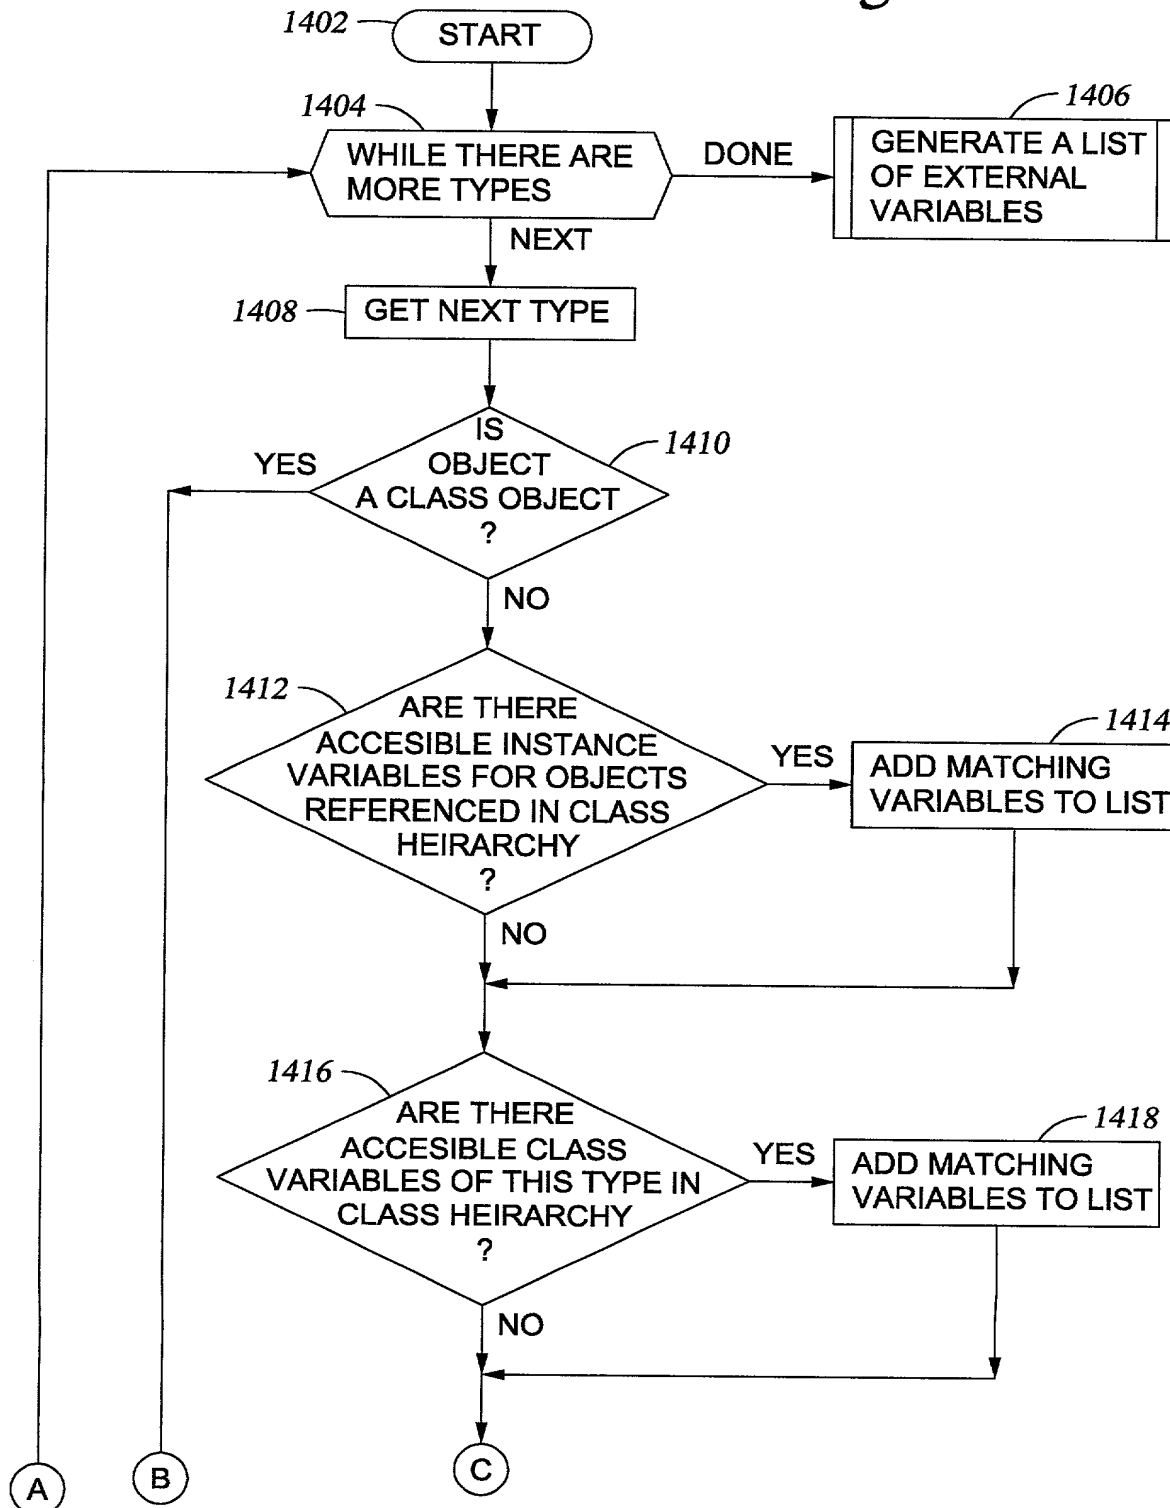 1402
START
1404
WHILE THERE ARE
MORE TYPES
DONE
1406
GENERATE A LIST
OF EXTERNAL
VARIABLES
NEXT
1408
GET NEXT TYPE
IS
OBJECT
A CLASS OBJECT
?
1410
YES
NO
1412
ARE THERE
ACCESIBLE INSTANCE
VARIABLES FOR OBJECTS
REFERENCED IN CLASS
HEIRARCHY
?
YES
1414
ADD MATCHING
VARIABLES TO LIST
NO
1416
ARE THERE
ACCESIBLE CLASS
VARIABLES OF THIS TYPE IN
CLASS HEIRARCHY
?
YES
1418
ADD MATCHING
VARIABLES TO LIST
NO
A
B
C